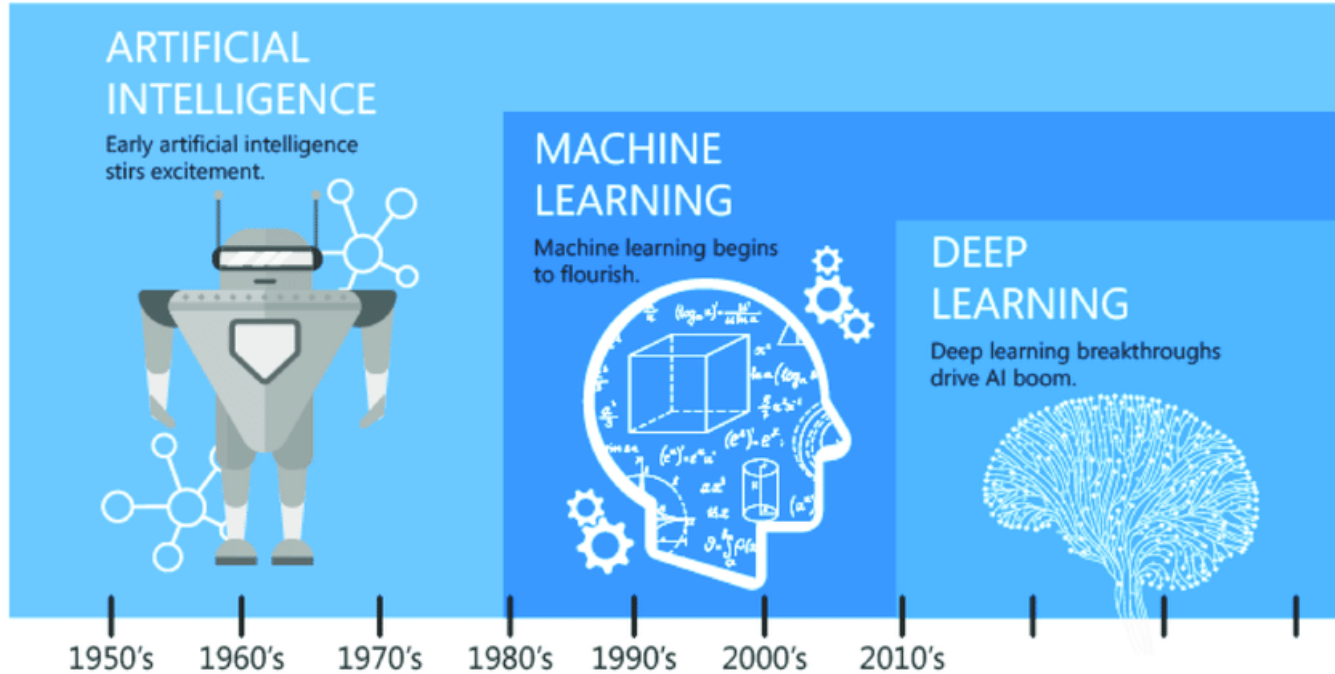 ARTIFICIAL
INTELLIGENCE
Early artificial intelligence
stirs excitement.
MACHINE
LEARNING
Machine learning begins
to flourish.
DEEP
LEARNING
Deep learning breakthroughs
drive AI boom.
1950's 1960's 1970's 1980's 1990's 2000's 2010's